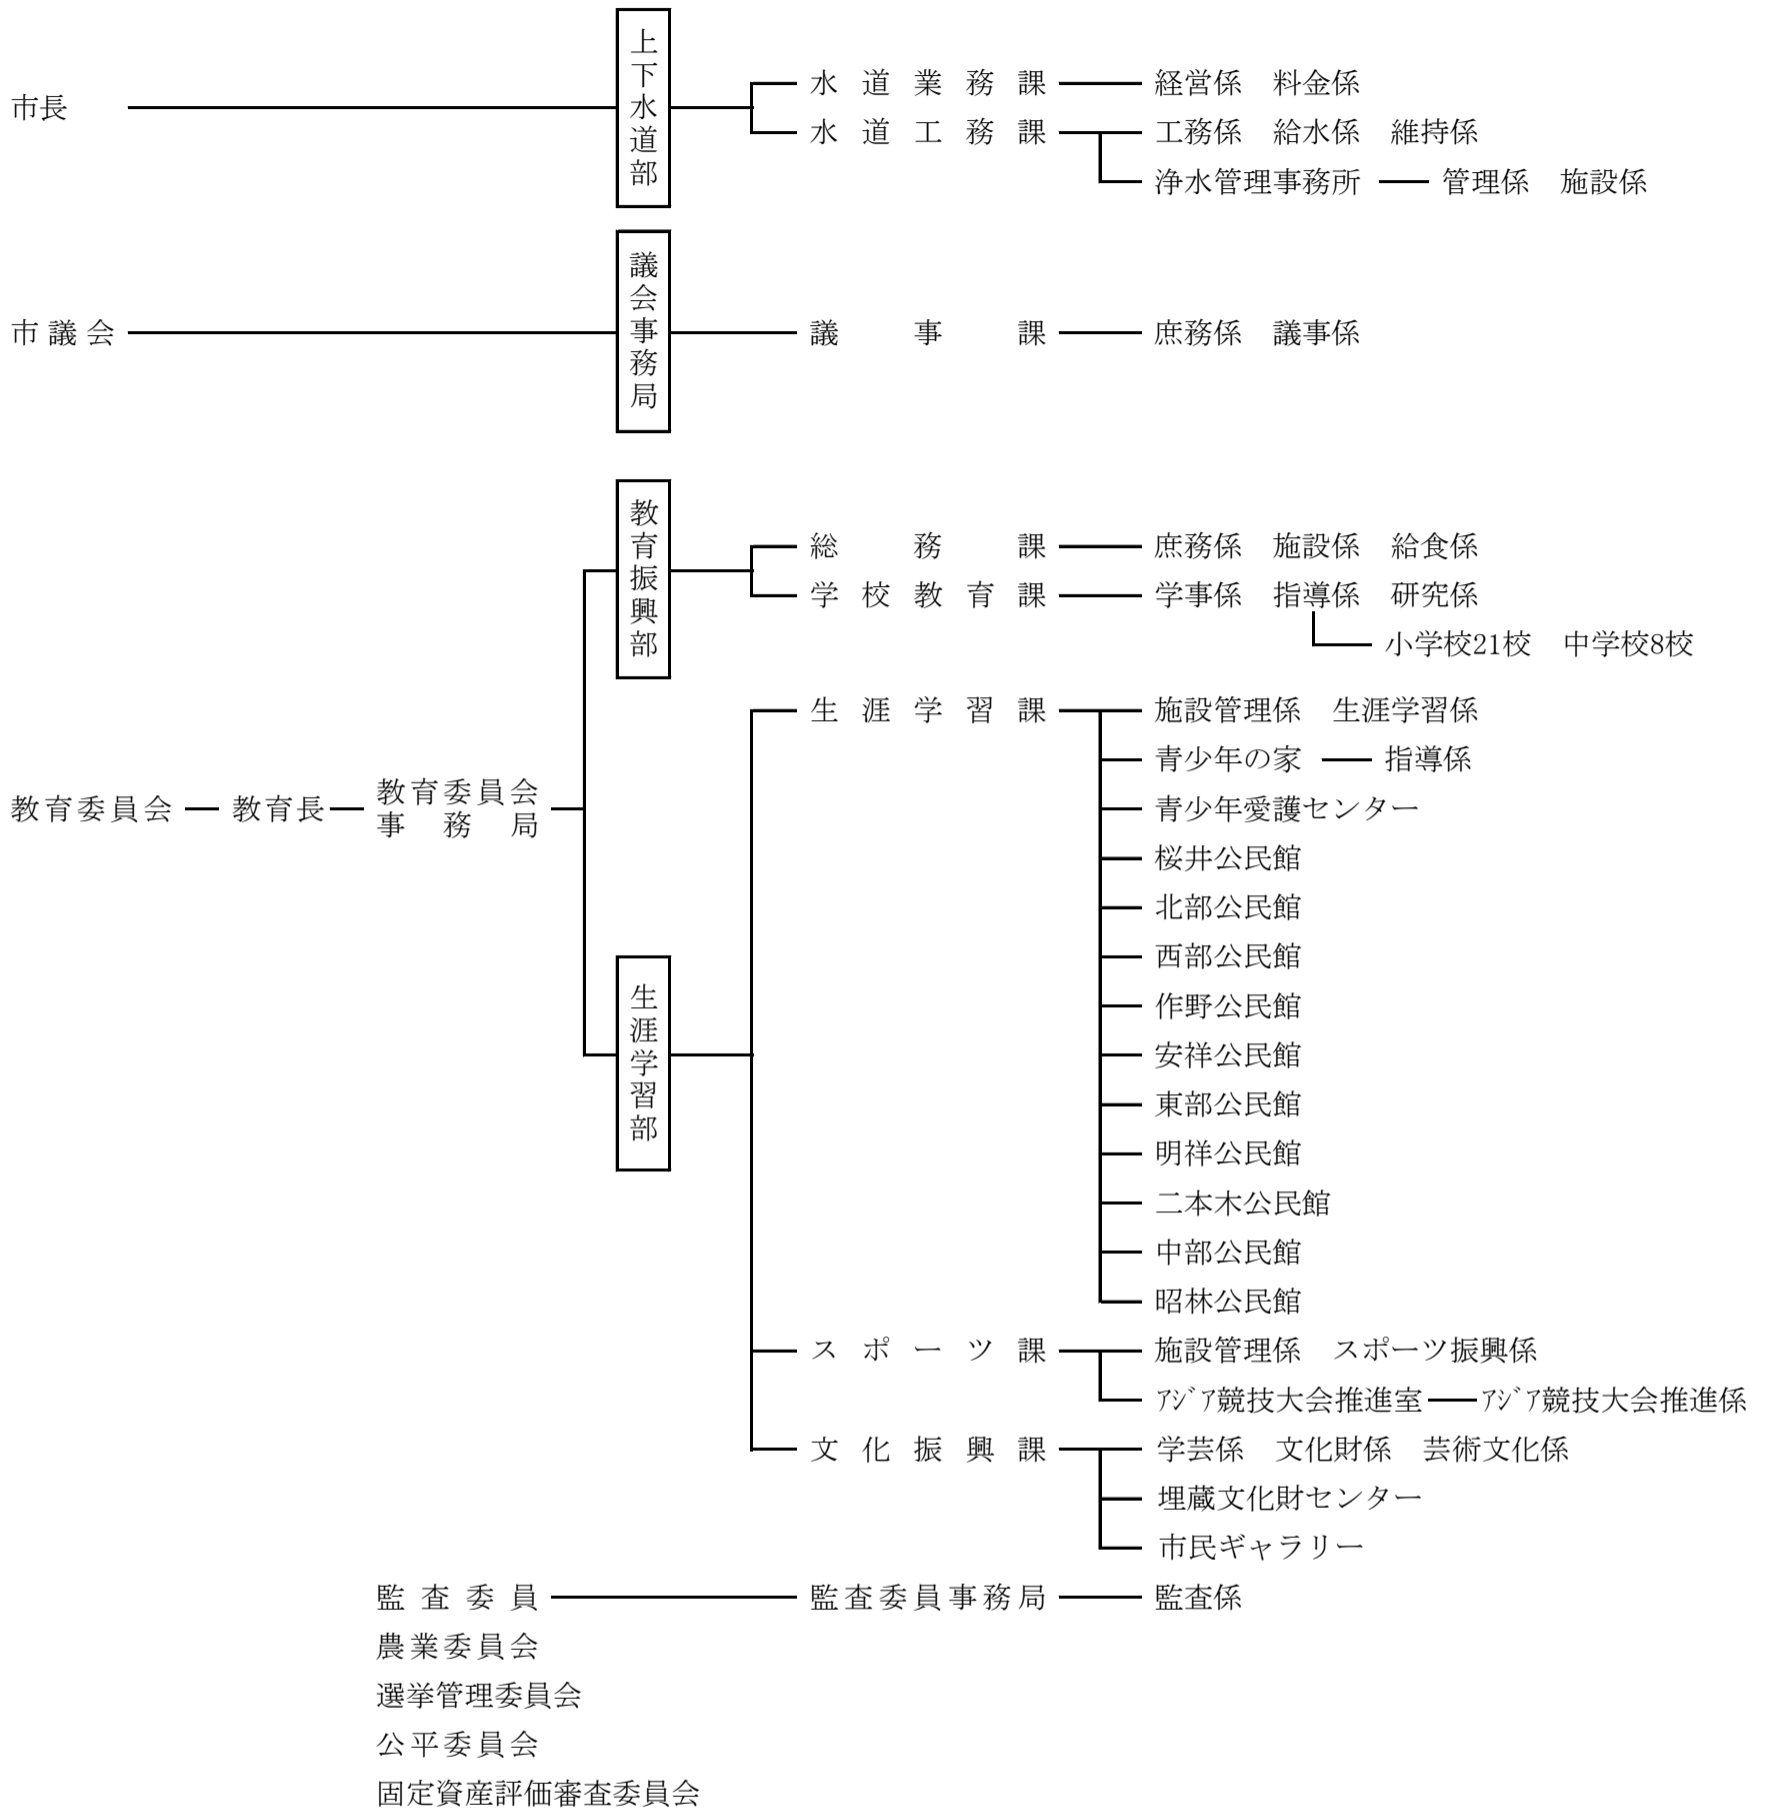 上下水道部
水道業務課 経営係 料金係
市長
水道工務課 工務係 給水係 維持係
浄水管理事務所 管理係 施設係
議会事務局
市議会 議事課 庶務係 議事係
教育振興部
総務課 庶務係 施設係 給食係
学校教育課 学事係 指導係 研究係
小学校21校 中学校8校
生涯学習課 施設管理係 生涯学習係
青少年の家 指導係
教育委員会 教育長 教育委員会
事務局
青少年愛護センター
桜井公民館
北部公民館
西部公民館
生涯学習部
作野公民館
安祥公民館
東部公民館
明祥公民館
二本木公民館
中部公民館
昭林公民館
スポーツ課 施設管理係 スポーツ振興係
ｱｼﾞｱ競技大会推進室 ｱｼﾞｱ競技大会推進係
文化振興課 学芸係 文化財係 芸術文化係
埋蔵文化財センター
市民ギャラリー
監査委員 監査委員事務局 監査係
農業委員会
選挙管理委員会
公平委員会
固定資産評価審査委員会